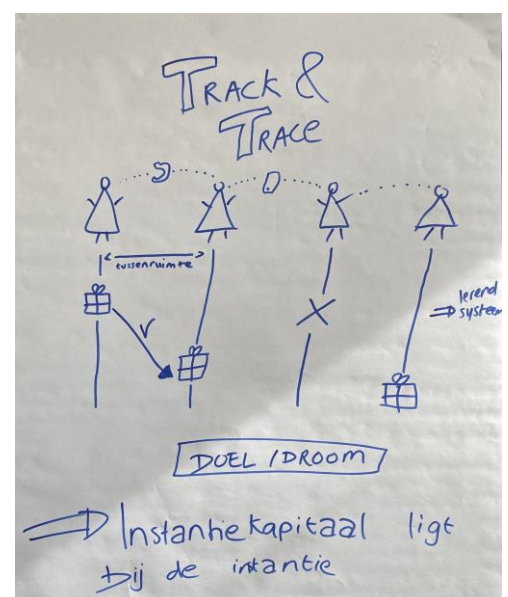 TRACK &
TRACE
tussenruimte
V
lerend
systeem
DOEL / DROOM
Instantiekapitaal ligt
bij de intantie